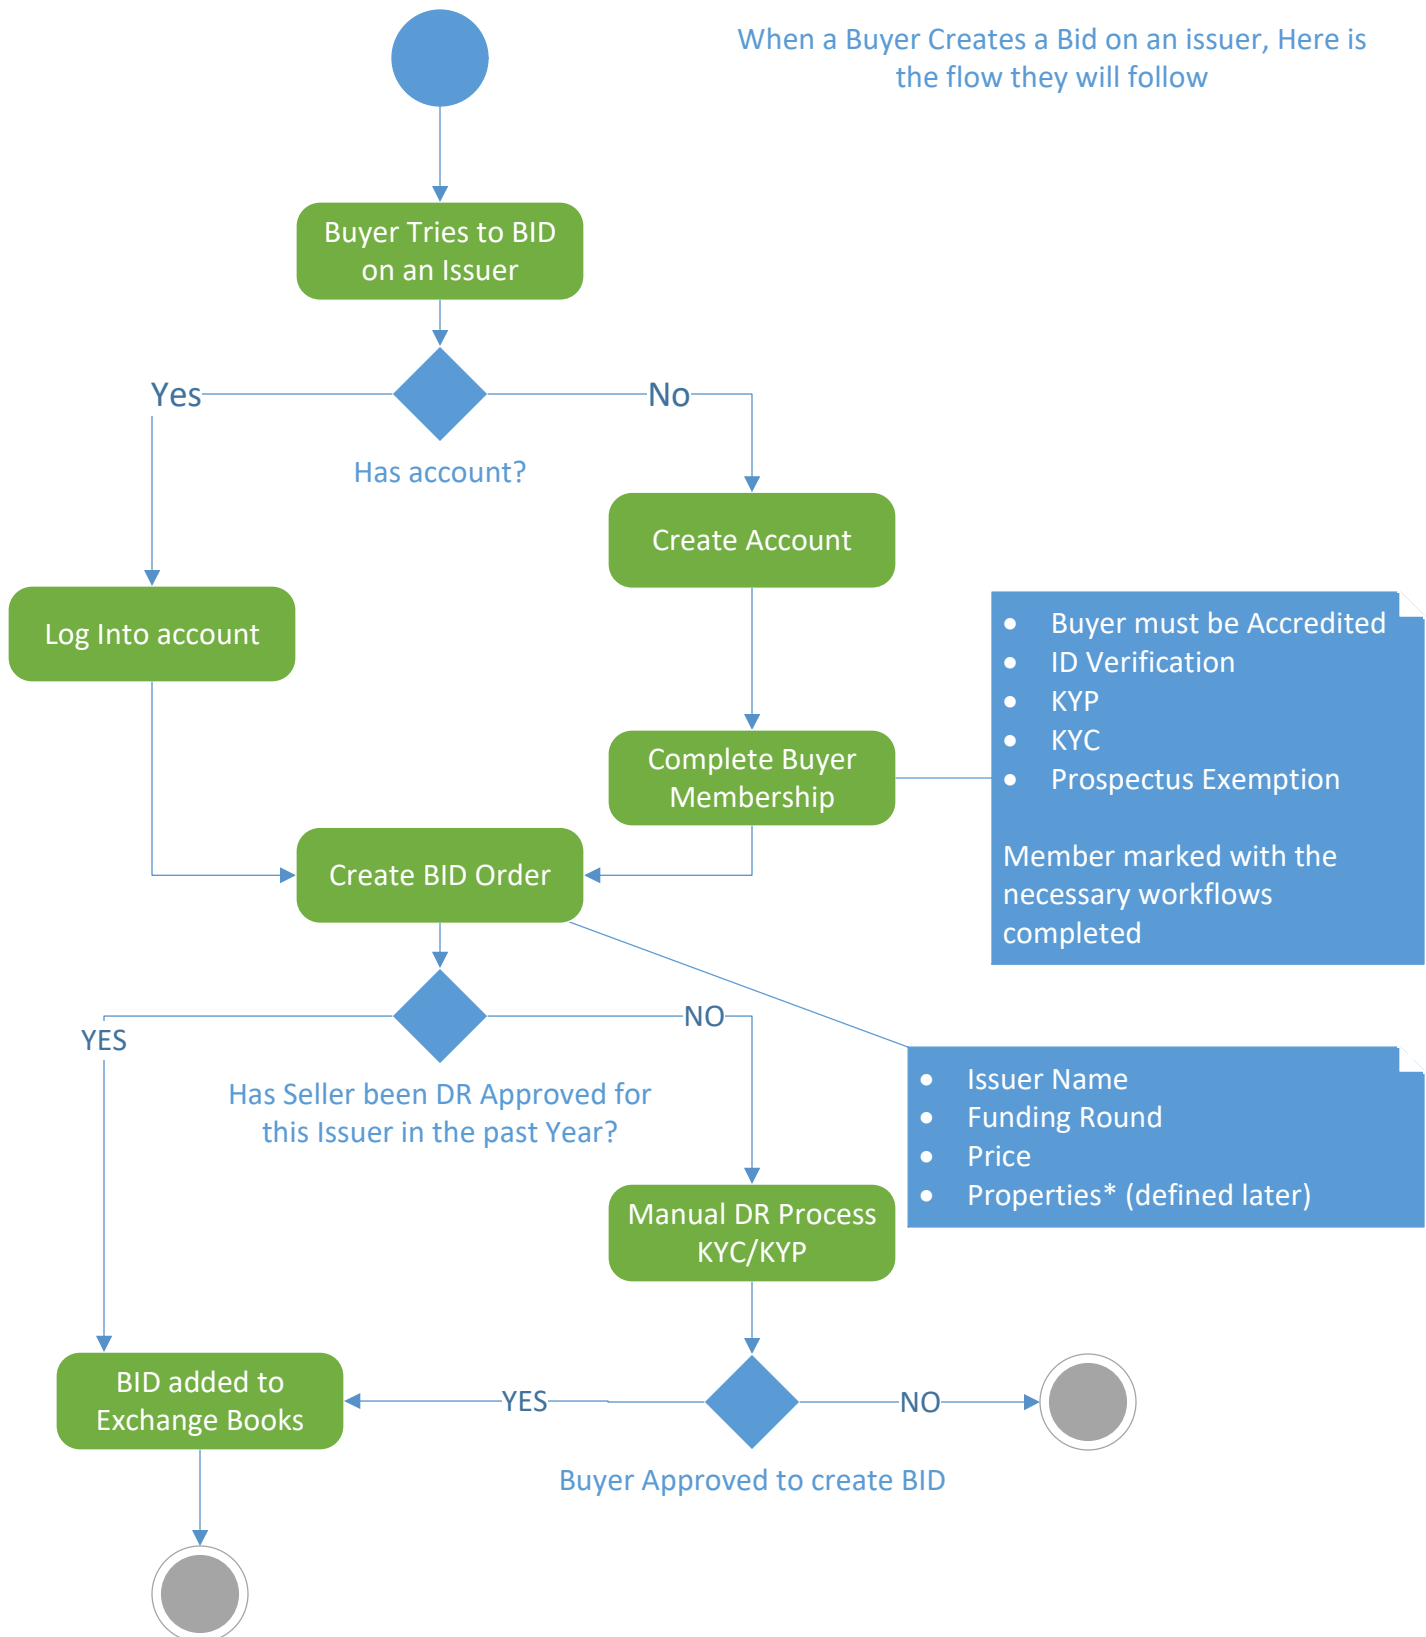 When a Buyer Creates a Bid on an issuer, Here is
the flow they will follow
Buyer Tries to BID
on an Issuer
Yes
No
Has account?
Create Account
Log Into account
• Buyer must be Accredited
• ID Verification
• KYP
• KYC
• Prospectus Exemption
Member marked with the
necessary workflows
completed
Complete Buyer
Membership
Create BID Order
YES
NO
Has Seller been DR Approved for
this Issuer in the past Year?
• Issuer Name
• Funding Round
• Price
• Properties* (defined later)
Manual DR Process
KYC/KYP
BID added to
Exchange Books
YES
NO
Buyer Approved to create BID